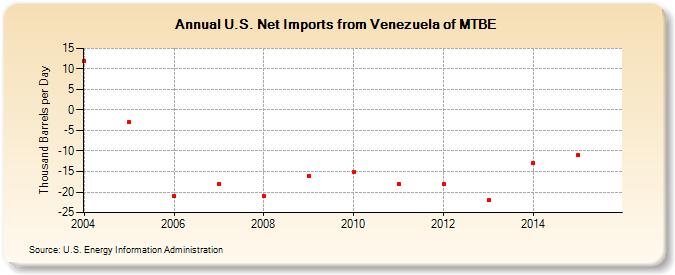 Annual U.S. Net Imports from Venezuela of MTBE
Thousand Barrels per Day
15
10
5
0
-5
-10
-15
-20
-25
2004 2006 2008 2010 2012 2014
Source: U.S. Energy Information Administration